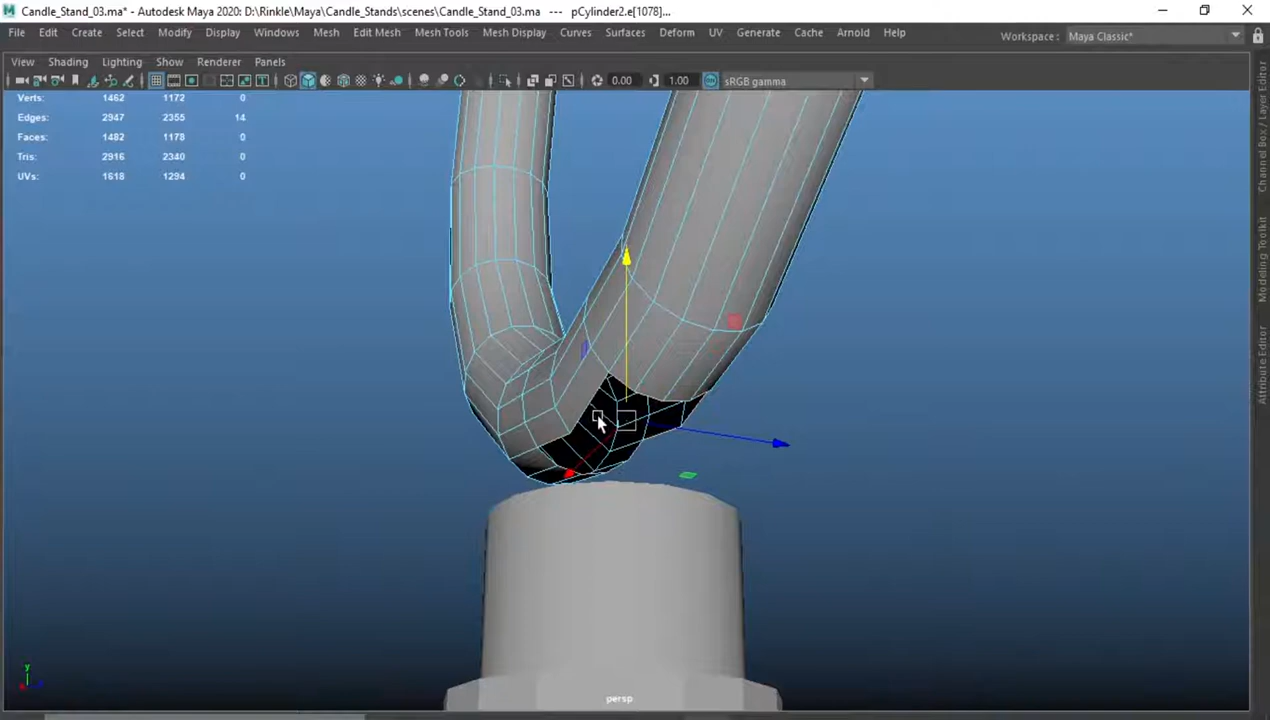 Candle_Stand_03.ma* - Autodesk Maya 2020: D:\Rinkle\Maya\Candle_Stands\scenes\Candle_Stand_03.ma --- pCylinder2.e[1078]...
File Edit Create Select Modify Display Windows Mesh Edit Mesh Mesh Tools Mesh Display Curves Surfaces Deform UV Generate Cache Arnold Help Workspace: Maya Classic*
View Shading Lighting Show Renderer Panels
0.00 1.00 sRGB gamma
Verts: 1462 1172 0
Edges: 2947 2355 14
Faces: 1482 1178 0
Tris: 2916 2340 0
UVs: 1618 1294 0
Channel Box / Layer Editor
Modeling Toolkit
Attribute Editor
y
persp